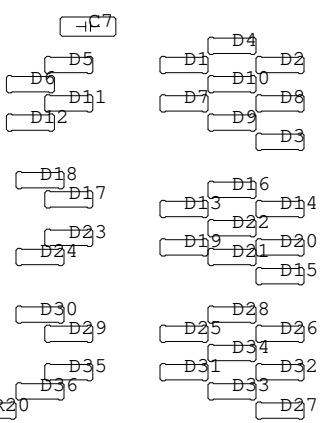 C7
D4
D5 D1 D2
D6 D10
D11 D7 D8
D12 D9
D3
D18
D16
D17 D13 D14
D22
D23 D19 D20
D24 D21
D15
D30 D28
D29 D25 D26
D34
D35 D31 D32
D36 D33
R20 D27